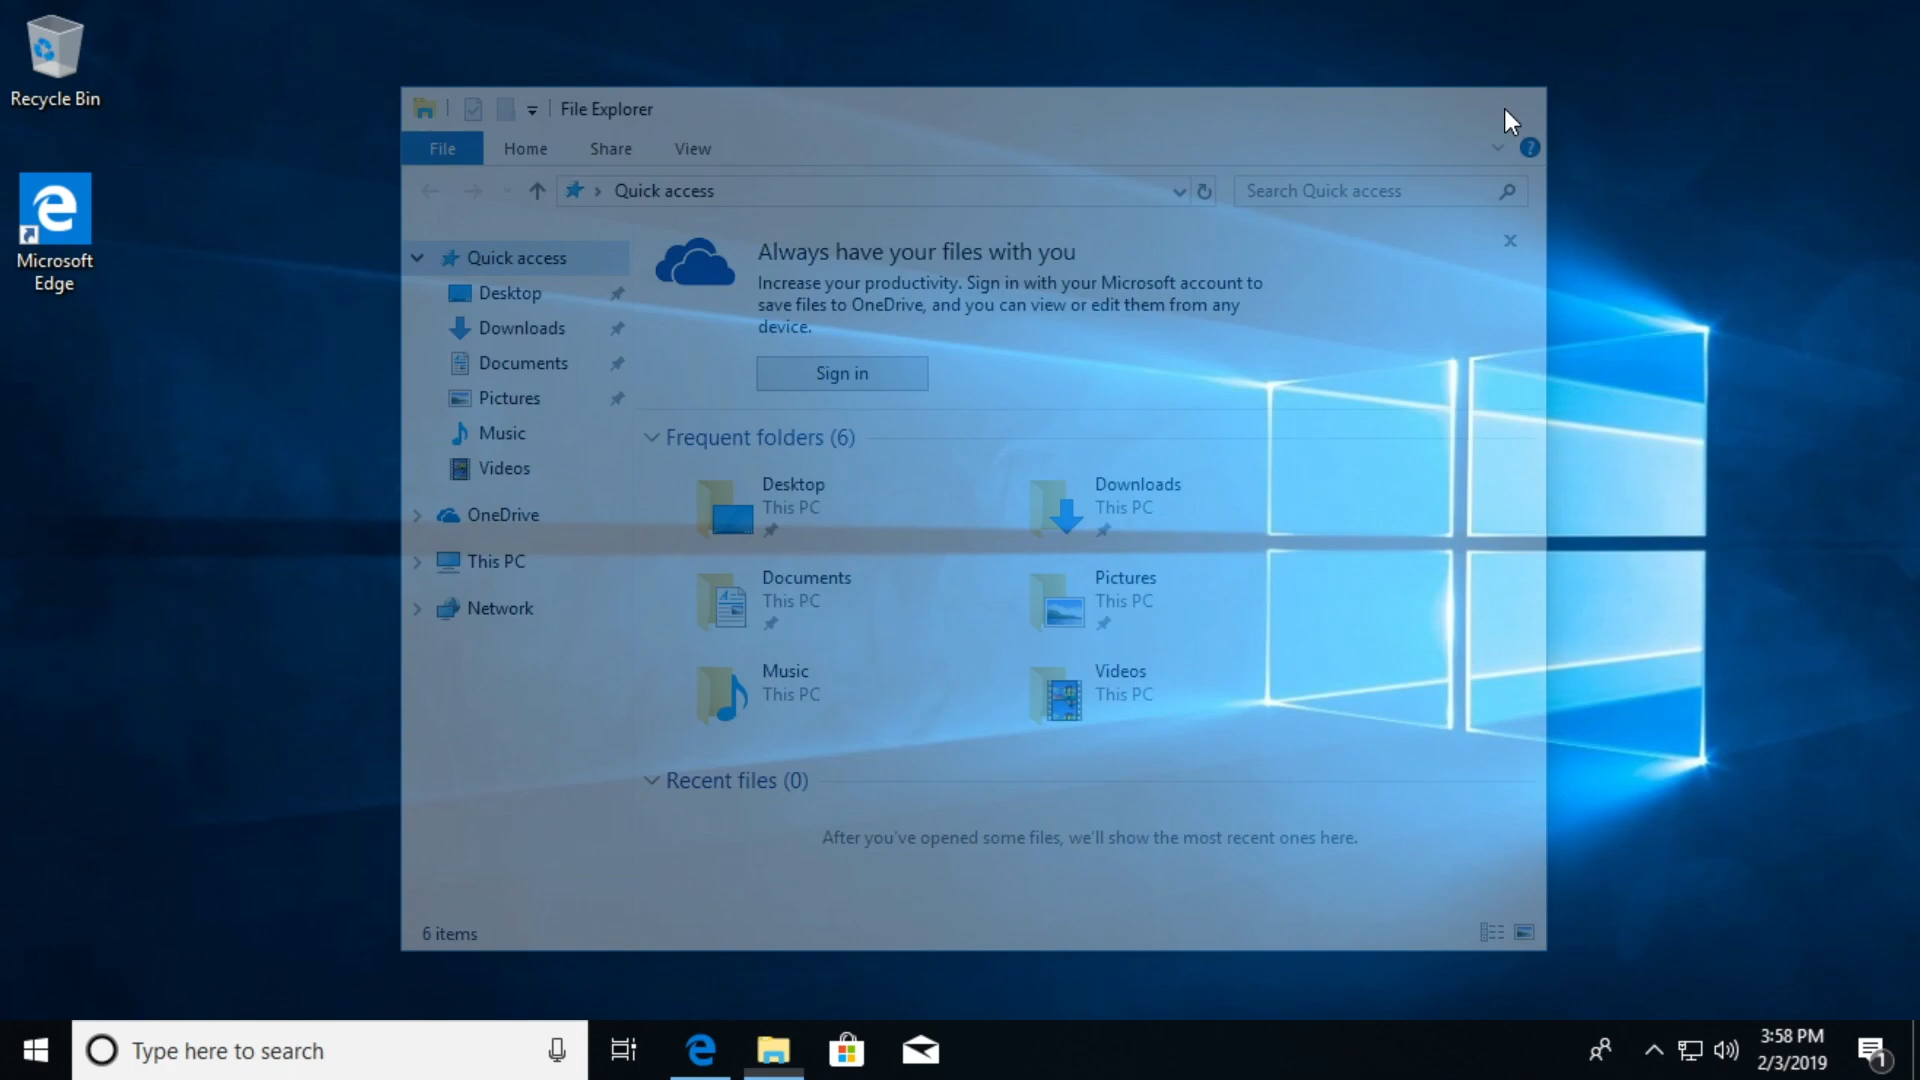 Recycle Bin
Microsoft
Edge
File Explorer
File
Home
Share
View
Quick access
Search Quick access
Quick access
Desktop
Downloads
Documents
Pictures
Music
Videos
OneDrive
This PC
Network
Always have your files with you
Increase your productivity. Sign in with your Microsoft account to
save files to OneDrive, and you can view or edit them from any
device.
Sign in
Frequent folders (6)
Desktop
This PC
Downloads
This PC
Documents
This PC
Pictures
This PC
Music
This PC
Videos
This PC
Recent files (0)
After you've opened some files, we'll show the most recent ones here.
6 items
Type here to search
3:58 PM
2/3/2019
1